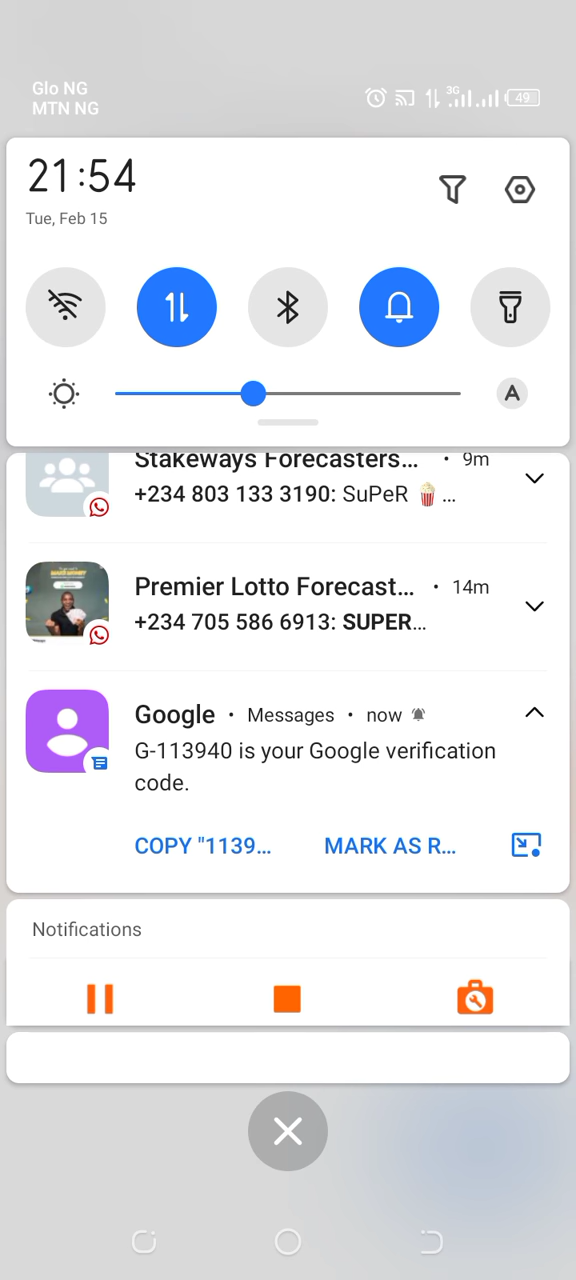 Glo NG
MTN NG
3G
49
21:54
Tue, Feb 15
A
Stakeways Forecasters... • 9m
+234 803 133 3190: SuPeR 🍿 ...
Premier Lotto Forecast... • 14m
+234 705 586 6913: SUPER...
Google • Messages • now
G-113940 is your Google verification
code.
COPY "1139... MARK AS R...
Notifications